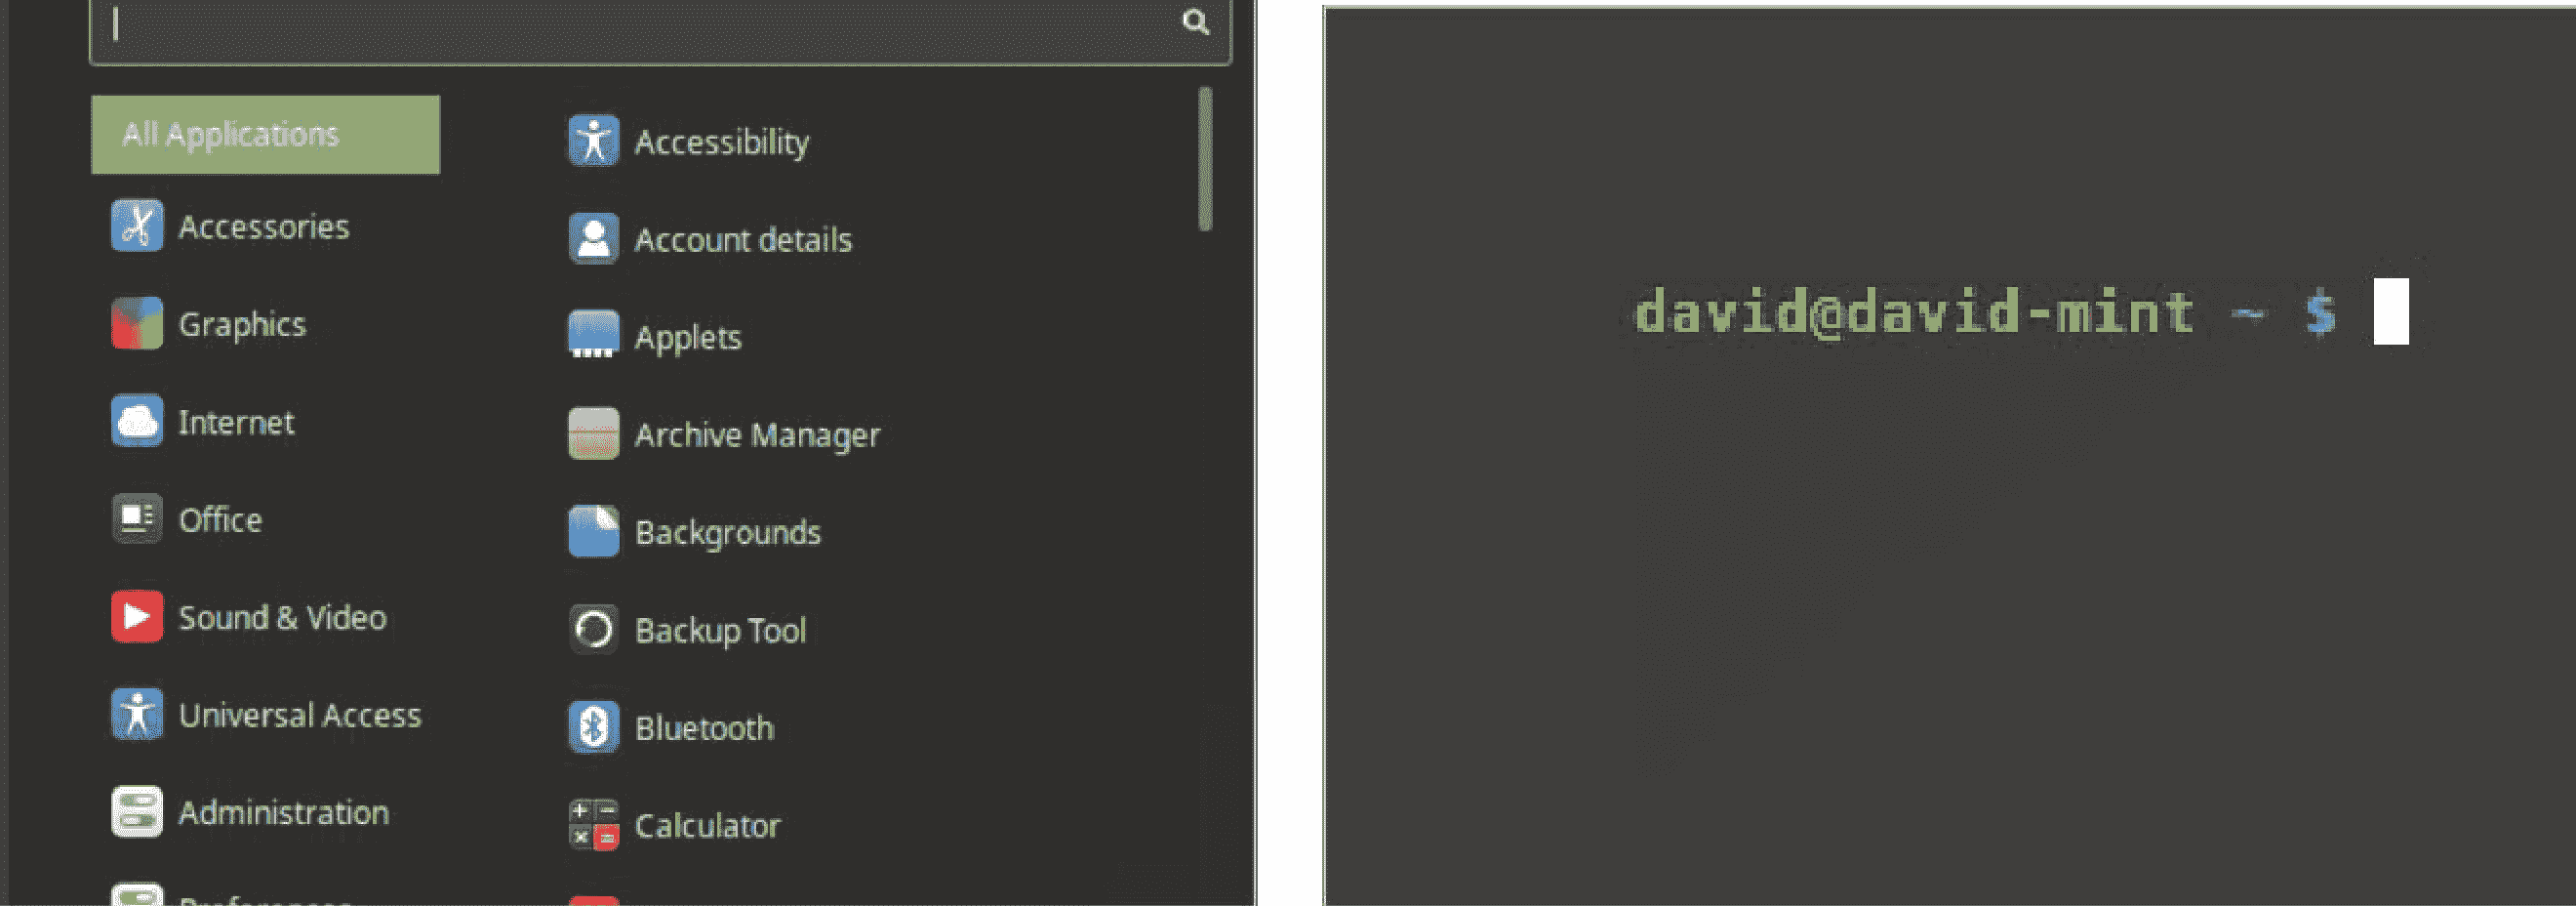 All Applications
Accessories
Graphics
Internet
Office
Sound & Video
Universal Access
Administration
Preferences
Accessibility
Account details
Applets
Archive Manager
Backgrounds
Backup Tool
Bluetooth
Calculator
david@david-mint ~ $